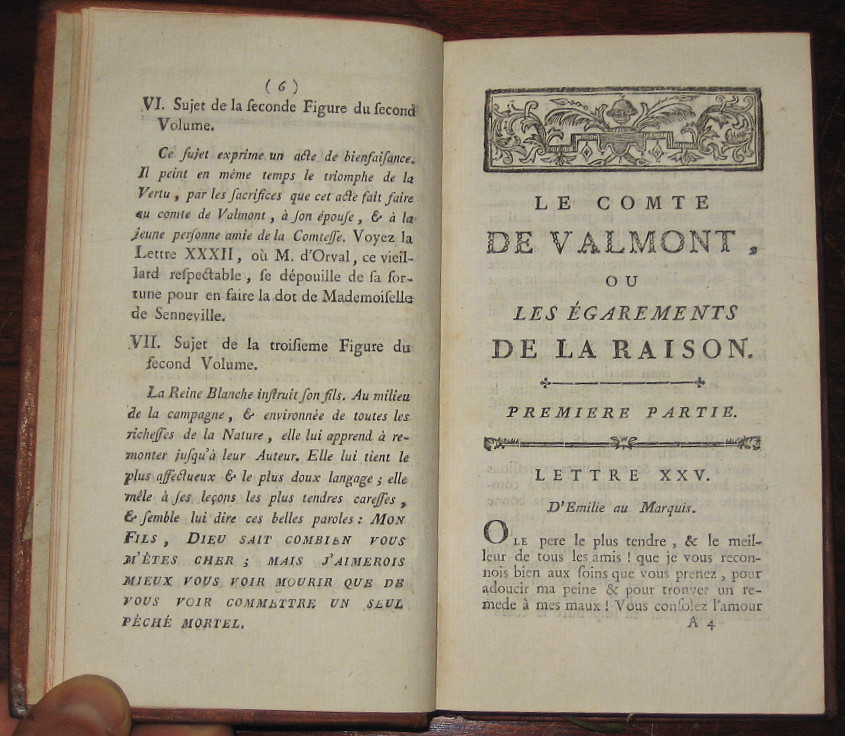 ( 6 )
VI. Sujet de la ſeconde Figure du ſecond
Volume.
Ce ſujet exprime un acte de bienfaiſance.
Il peint en même temps le triomphe de la
Vertu, par les ſacrifices que cet acte fait faire
au comte de Valmont, à ſon épouſe, & à la
jeune perſonne amie de la Comteſſe. Voyez la
Lettre XXXII, où M. d'Orval, ce vieil-
lard reſpectable, ſe dépouille de ſa for-
tune pour en faire la dot de Mademoiſelle
de Senneville.
VII. Sujet de la troiſieme Figure du
ſecond Volume.
La Reine Blanche inſtruit ſon fils. Au milieu
de la campagne, & environnée de toutes les
richeſſes de la Nature, elle lui apprend à re-
monter juſqu'à leur Auteur. Elle lui tient le
plus affectueux & le plus doux langage ; elle
mêle à ſes leçons les plus tendres careſſes,
& ſemble lui dire ces belles paroles : MON
FILS, DIEU SAIT COMBIEN VOUS
M'ÊTES CHER ; MAIS J'AIMEROIS
MIEUX VOUS VOIR MOURIR QUE DE
VOUS VOIR COMMETTRE UN SEUL
PÉCHÉ MORTEL.
LE COMTE
DE VALMONT,
OU
LES ÉGAREMENTS
DE LA RAISON.
PREMIERE PARTIE.
LETTRE XXV.
D'Emilie au Marquis.
O LE pere le plus tendre, & le meil-
leur de tous les amis ! que je vous recon-
nois bien aux ſoins que vous prenez, pour
adoucir ma peine & pour trouver un re-
mede à mes maux ! Vous conſolez l'amour
A 4